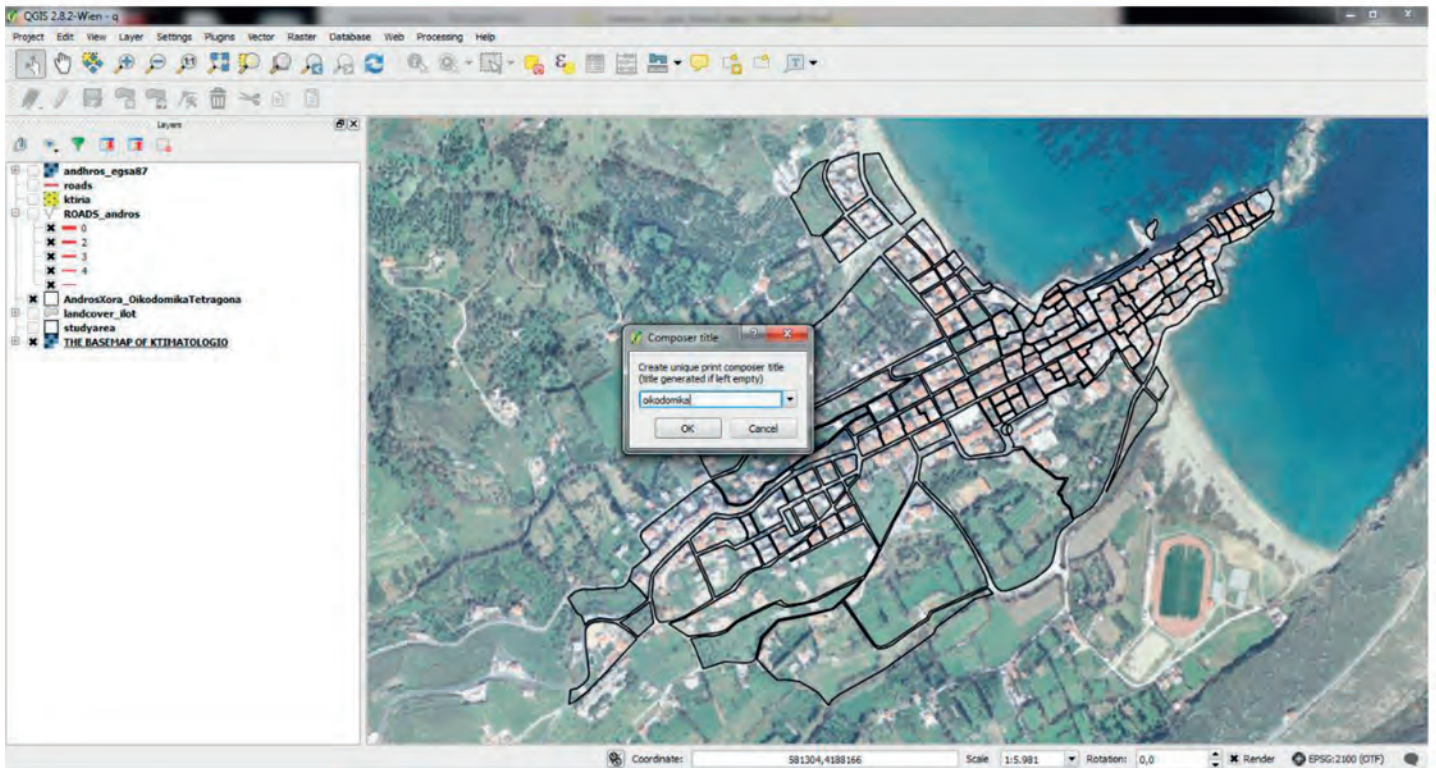 QGIS 2.8.2-Wien - q
Project Edit View Layer Settings Plugins Vector Raster Database Web Processing Help
Layers
andhros_egsa87
roads
ktiria
ROADS_andros
0
2
3
4
AndrosXora_OikodomikaTetragona
landcover_ilot
studyarea
THE BASEMAP OF KTIMATOLOGIO
Composer title
Create unique print composer title
(title generated if left empty)
oikodomika
OK Cancel
Coordinate: 581304,4188166 Scale 1:5.981 Rotation: 0,0 Render EPSG:2100 (OTF)